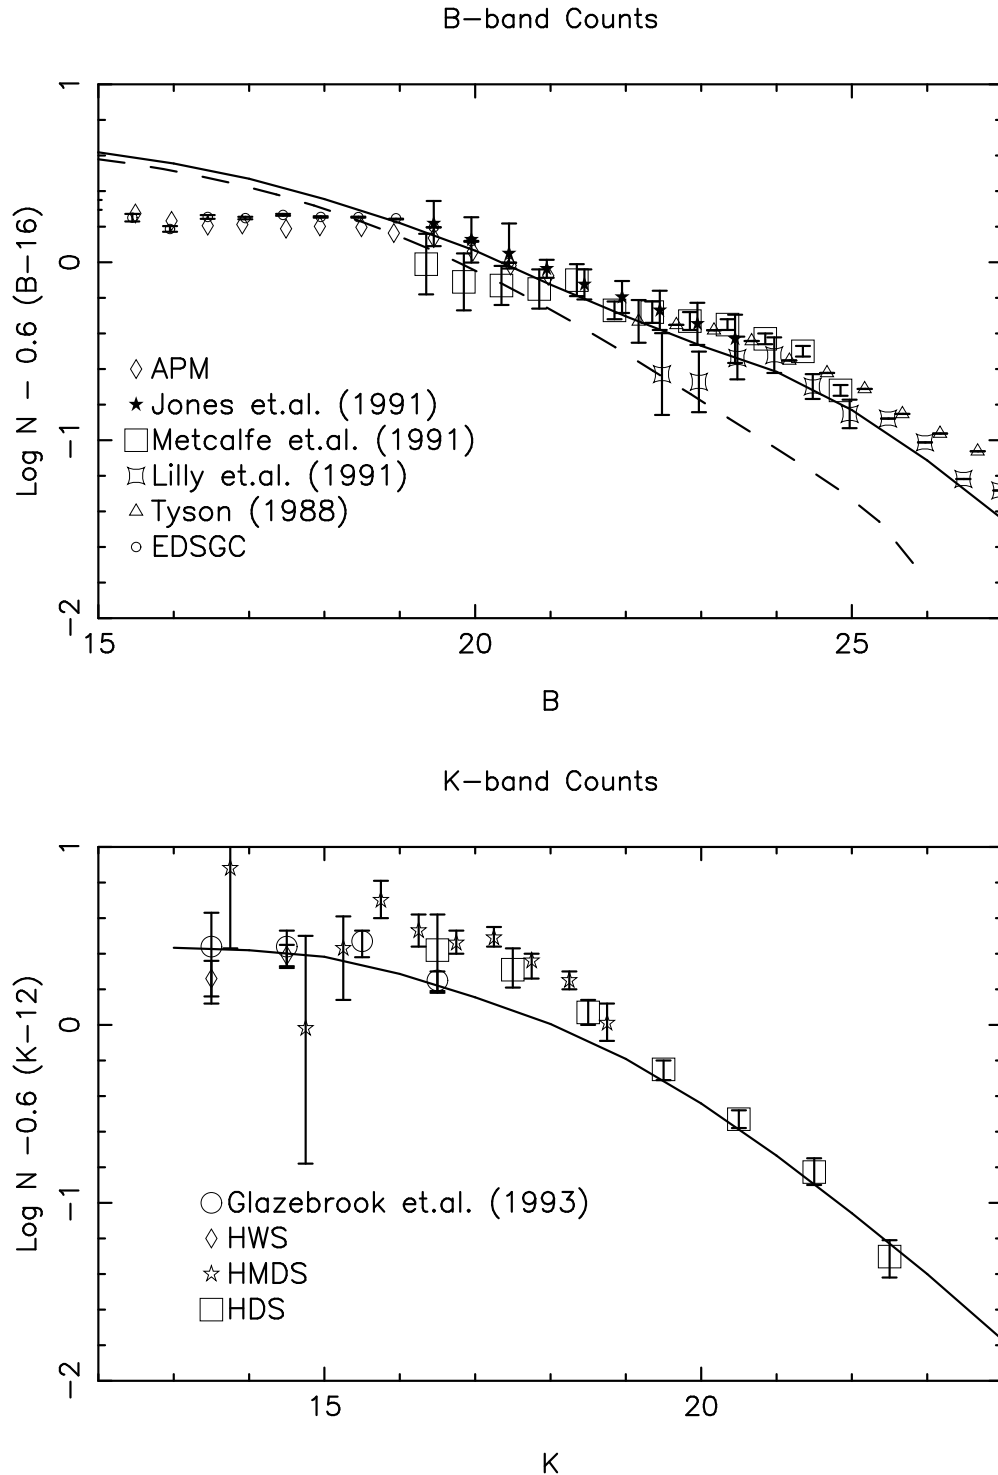 B-band Counts
Log N - 0.6 (B-16)
1
0
-1
-2
APM
Jones et.al. (1991)
Metcalfe et.al. (1991)
Lilly et.al. (1991)
Tyson (1988)
EDSGC
15 20 25
B
K-band Counts
Log N -0.6 (K-12)
1
0
-1
-2
Glazebrook et.al. (1993)
HWS
HMDS
HDS
15 20
K